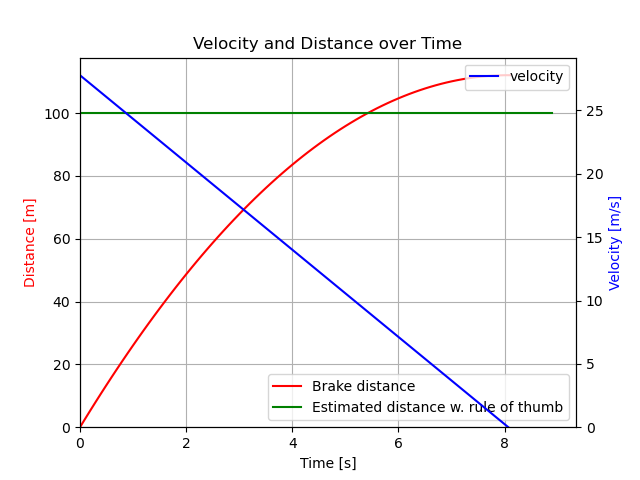 Velocity and Distance over Time
velocity
100
80
60
40
20
0
Distance [m]
25
20
15
10
5
0
Velocity [m/s]
Brake distance
Estimated distance w. rule of thumb
0 2 4 6 8
Time [s]